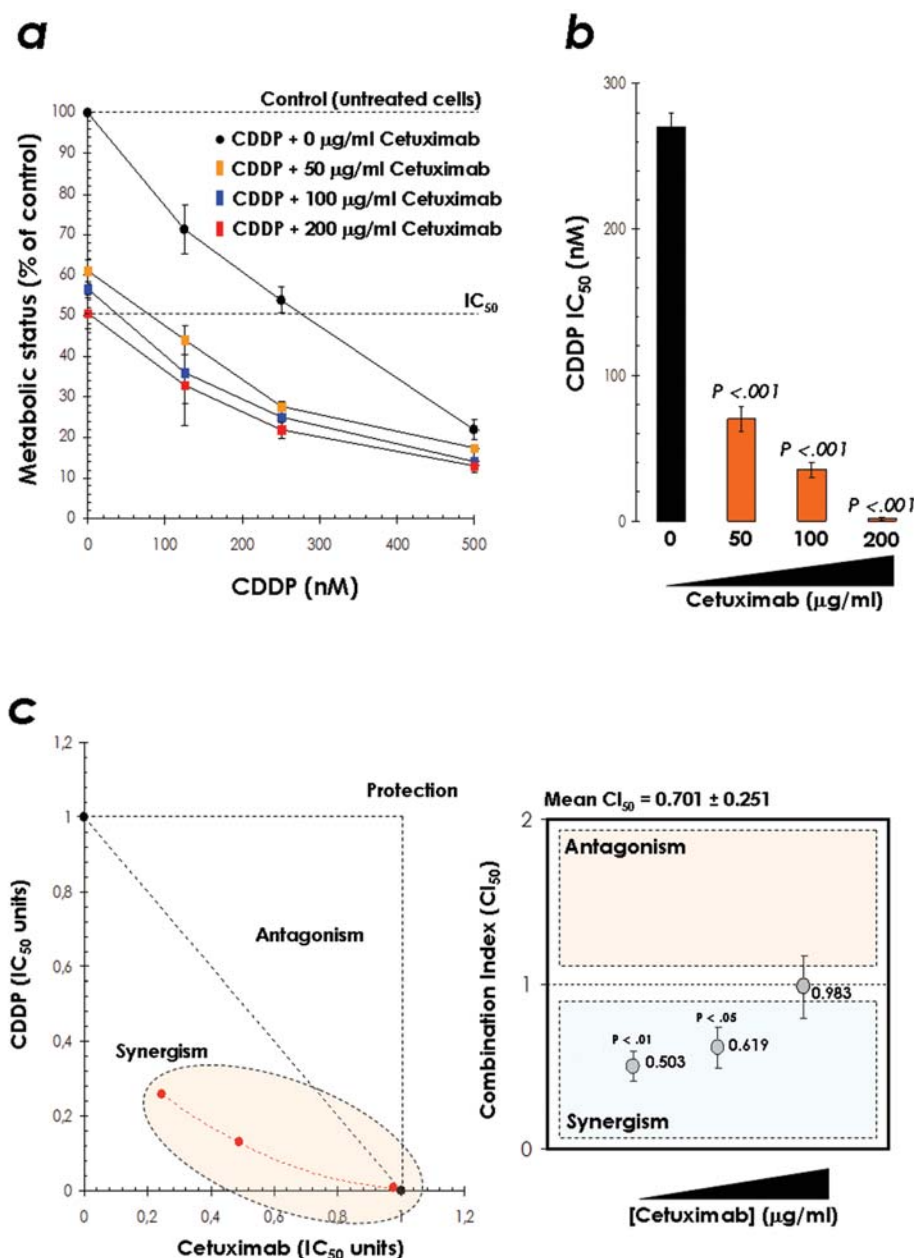 a
Control (untreated cells)
CDDP + 0 μg/ml Cetuximab
CDDP + 50 μg/ml Cetuximab
CDDP + 100 μg/ml Cetuximab
CDDP + 200 μg/ml Cetuximab
IC50
Metabolic status (% of control)
100
90
80
70
60
50
40
30
20
10
0
0 100 200 300 400 500
CDDP (nM)
b
CDDP IC50 (nM)
300
200
100
0
P <.001
P <.001
P <.001
0 50 100 200
Cetuximab (μg/ml)
c
CDDP (IC50 units)
1,2
1
0,8
0,6
0,4
0,2
0
Protection
Antagonism
Synergism
0 0,2 0,4 0,6 0,8 1 1,2
Cetuximab (IC50 units)
Mean CI50 = 0.701 ± 0.251
Combination Index (CI50)
2
1
0
Antagonism
0.983
P < .01
0.503
P < .05
0.619
Synergism
[Cetuximab] (μg/ml)